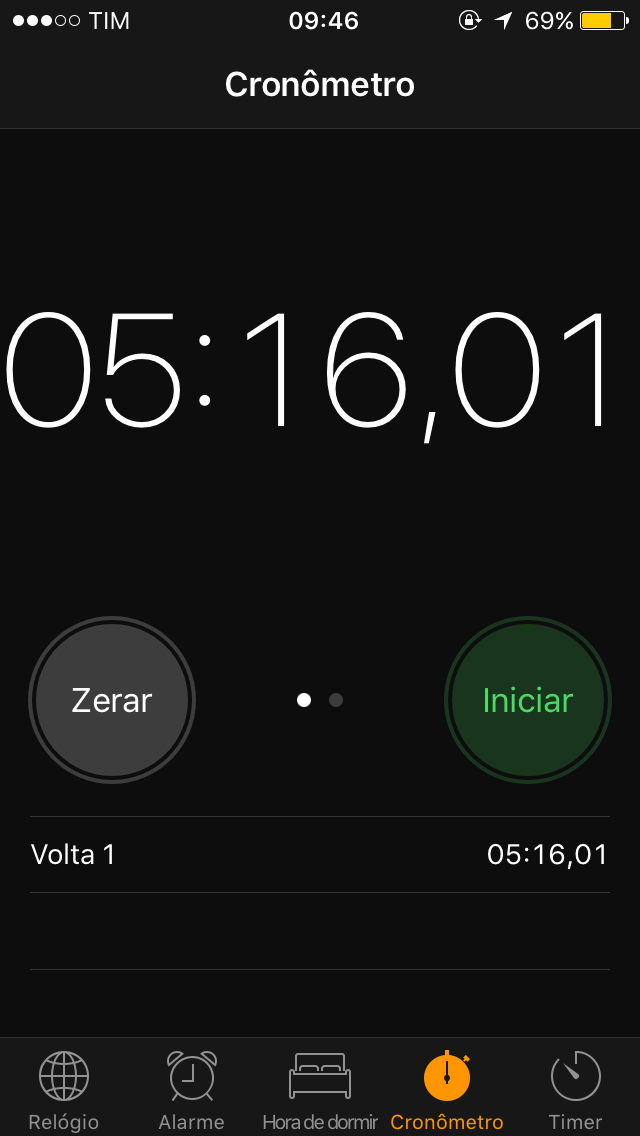 TIM 09:46 69%
Cronômetro
05:16,01
Zerar Iniciar
Volta 1 05:16,01
Relógio Alarme Hora de dormir Cronômetro Timer